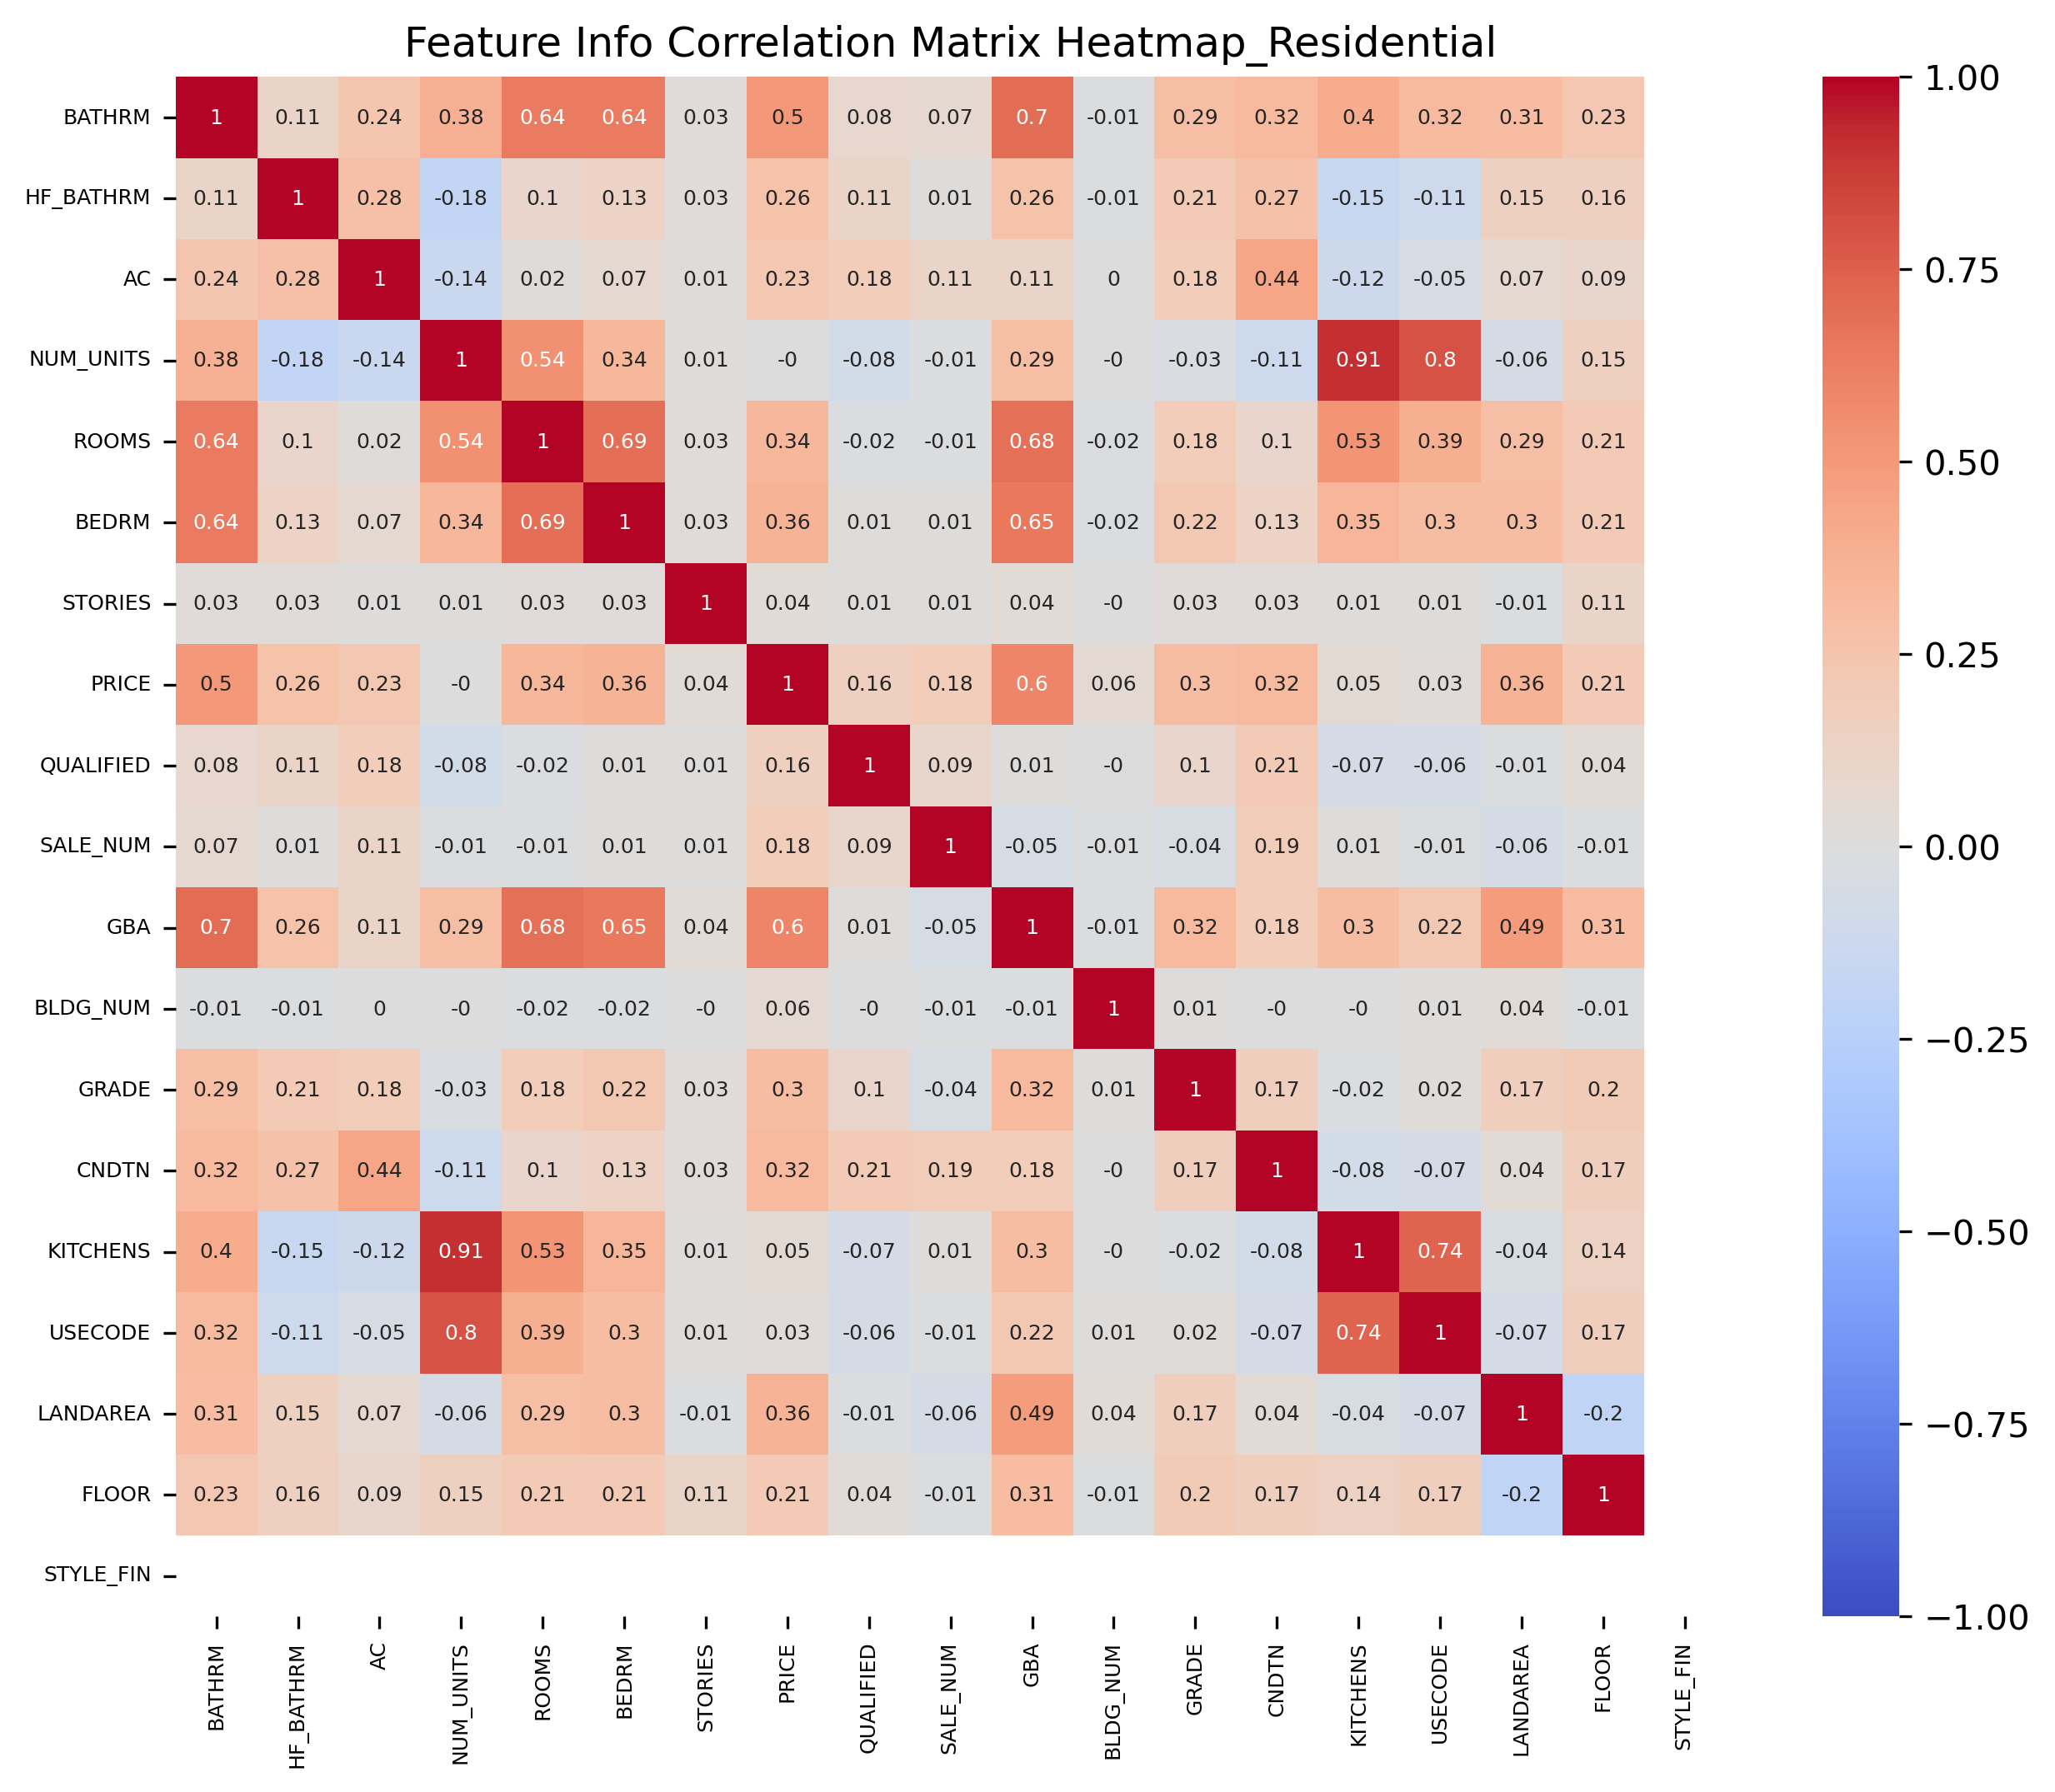 Feature Info Correlation Matrix Heatmap_Residential
BATHRM 1 0.11 0.24 0.38 0.64 0.64 0.03 0.5 0.08 0.07 0.7 -0.01 0.29 0.32 0.4 0.32 0.31 0.23
HF_BATHRM 0.11 1 0.28 -0.18 0.1 0.13 0.03 0.26 0.11 0.01 0.26 -0.01 0.21 0.27 -0.15 -0.11 0.15 0.16
AC 0.24 0.28 1 -0.14 0.02 0.07 0.01 0.23 0.18 0.11 0.11 0 0.18 0.44 -0.12 -0.05 0.07 0.09
NUM_UNITS 0.38 -0.18 -0.14 1 0.54 0.34 0.01 -0 -0.08 -0.01 0.29 -0 -0.03 -0.11 0.91 0.8 -0.06 0.15
ROOMS 0.64 0.1 0.02 0.54 1 0.69 0.03 0.34 -0.02 -0.01 0.68 -0.02 0.18 0.1 0.53 0.39 0.29 0.21
BEDRM 0.64 0.13 0.07 0.34 0.69 1 0.03 0.36 0.01 0.01 0.65 -0.02 0.22 0.13 0.35 0.3 0.3 0.21
STORIES 0.03 0.03 0.01 0.01 0.03 0.03 1 0.04 0.01 0.01 0.04 -0 0.03 0.03 0.01 0.01 -0.01 0.11
PRICE 0.5 0.26 0.23 -0 0.34 0.36 0.04 1 0.16 0.18 0.6 0.06 0.3 0.32 0.05 0.03 0.36 0.21
QUALIFIED 0.08 0.11 0.18 -0.08 -0.02 0.01 0.01 0.16 1 0.09 0.01 -0 0.1 0.21 -0.07 -0.06 -0.01 0.04
SALE_NUM 0.07 0.01 0.11 -0.01 -0.01 0.01 0.01 0.18 0.09 1 -0.05 -0.01 -0.04 0.19 0.01 -0.01 -0.06 -0.01
GBA 0.7 0.26 0.11 0.29 0.68 0.65 0.04 0.6 0.01 -0.05 1 -0.01 0.32 0.18 0.3 0.22 0.49 0.31
BLDG_NUM -0.01 -0.01 0 -0 -0.02 -0.02 -0 0.06 -0 -0.01 -0.01 1 0.01 -0 -0 0.01 0.04 -0.01
GRADE 0.29 0.21 0.18 -0.03 0.18 0.22 0.03 0.3 0.1 -0.04 0.32 0.01 1 0.17 -0.02 0.02 0.17 0.2
CNDTN 0.32 0.27 0.44 -0.11 0.1 0.13 0.03 0.32 0.21 0.19 0.18 -0 0.17 1 -0.08 -0.07 0.04 0.17
KITCHENS 0.4 -0.15 -0.12 0.91 0.53 0.35 0.01 0.05 -0.07 0.01 0.3 -0 -0.02 -0.08 1 0.74 -0.04 0.14
USECODE 0.32 -0.11 -0.05 0.8 0.39 0.3 0.01 0.03 -0.06 -0.01 0.22 0.01 0.02 -0.07 0.74 1 -0.07 0.17
LANDAREA 0.31 0.15 0.07 -0.06 0.29 0.3 -0.01 0.36 -0.01 -0.06 0.49 0.04 0.17 0.04 -0.04 -0.07 1 -0.2
FLOOR 0.23 0.16 0.09 0.15 0.21 0.21 0.11 0.21 0.04 -0.01 0.31 -0.01 0.2 0.17 0.14 0.17 -0.2 1
STYLE_FIN
BATHRM
HF_BATHRM
AC
NUM_UNITS
ROOMS
BEDRM
STORIES
PRICE
QUALIFIED
SALE_NUM
GBA
BLDG_NUM
GRADE
CNDTN
KITCHENS
USECODE
LANDAREA
FLOOR
STYLE_FIN
1.00
0.75
0.50
0.25
0.00
−0.25
−0.50
−0.75
−1.00